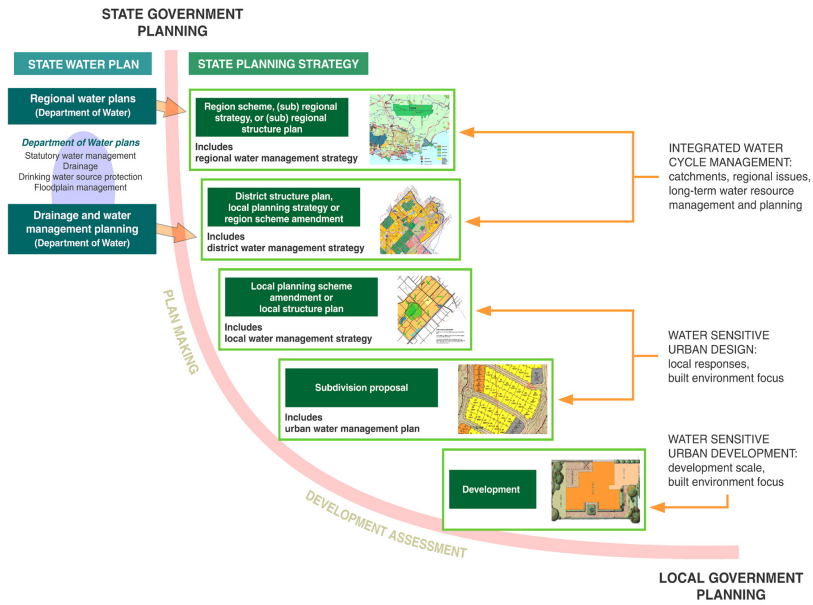 STATE GOVERNMENT
PLANNING
STATE WATER PLAN
STATE PLANNING STRATEGY
Regional water plans
(Department of Water)
Department of Water plans
Statutory water management
Drainage
Drinking water source protection
Floodplain management
Drainage and water
management planning
(Department of Water)
Region scheme, (sub) regional
strategy, or (sub) regional
structure plan
Includes
regional water management strategy
District structure plan,
local planning strategy or
region scheme amendment
Includes
district water management strategy
Local planning scheme
amendment or
local structure plan
Includes
local water management strategy
Subdivision proposal
Includes
urban water management plan
Development
INTEGRATED WATER
CYCLE MANAGEMENT:
catchments, regional issues,
long-term water resource
management and planning
WATER SENSITIVE
URBAN DESIGN:
local responses,
built environment focus
WATER SENSITIVE
URBAN DEVELOPMENT:
development scale,
built environment focus
PLAN MAKING
DEVELOPMENT ASSESSMENT
LOCAL GOVERNMENT
PLANNING